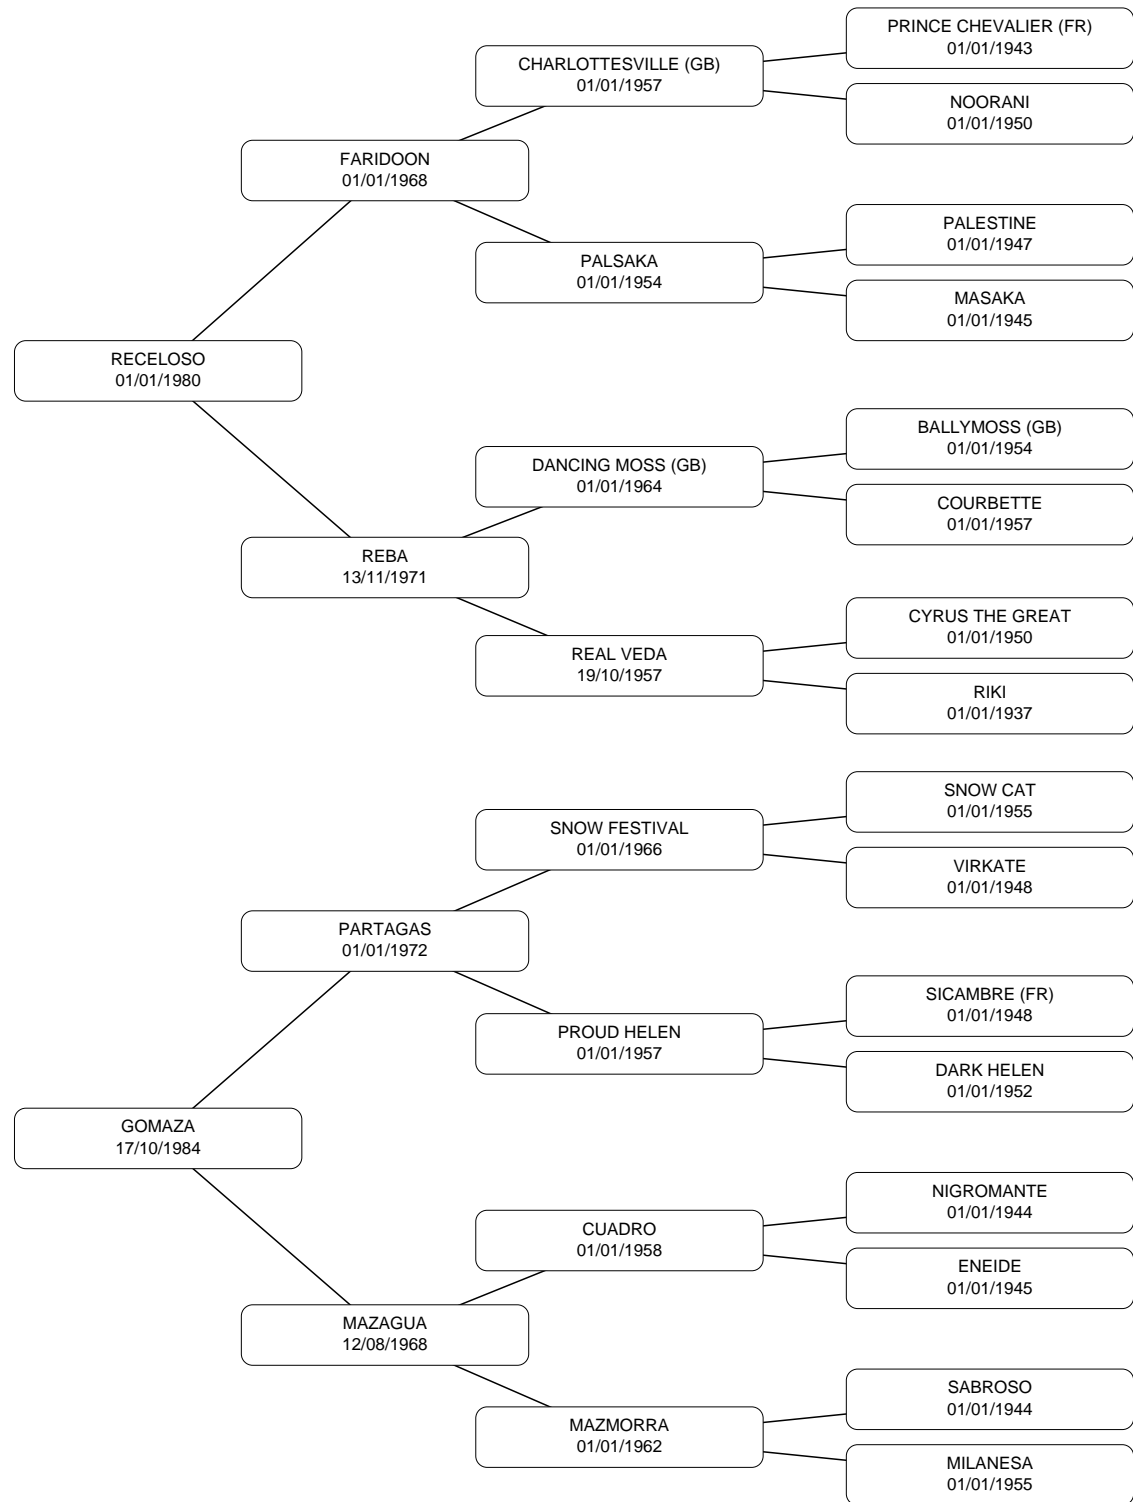 PRINCE CHEVALIER (FR)
01/01/1943
CHARLOTTESVILLE (GB)
01/01/1957
NOORANI
01/01/1950
FARIDOON
01/01/1968
PALESTINE
01/01/1947
PALSAKA
01/01/1954
MASAKA
01/01/1945
RECELOSO
01/01/1980
BALLYMOSS (GB)
01/01/1954
DANCING MOSS (GB)
01/01/1964
COURBETTE
01/01/1957
REBA
13/11/1971
CYRUS THE GREAT
01/01/1950
REAL VEDA
19/10/1957
RIKI
01/01/1937
SNOW CAT
01/01/1955
SNOW FESTIVAL
01/01/1966
VIRKATE
01/01/1948
PARTAGAS
01/01/1972
SICAMBRE (FR)
01/01/1948
PROUD HELEN
01/01/1957
DARK HELEN
01/01/1952
GOMAZA
17/10/1984
NIGROMANTE
01/01/1944
CUADRO
01/01/1958
ENEIDE
01/01/1945
MAZAGUA
12/08/1968
SABROSO
01/01/1944
MAZMORRA
01/01/1962
MILANESA
01/01/1955